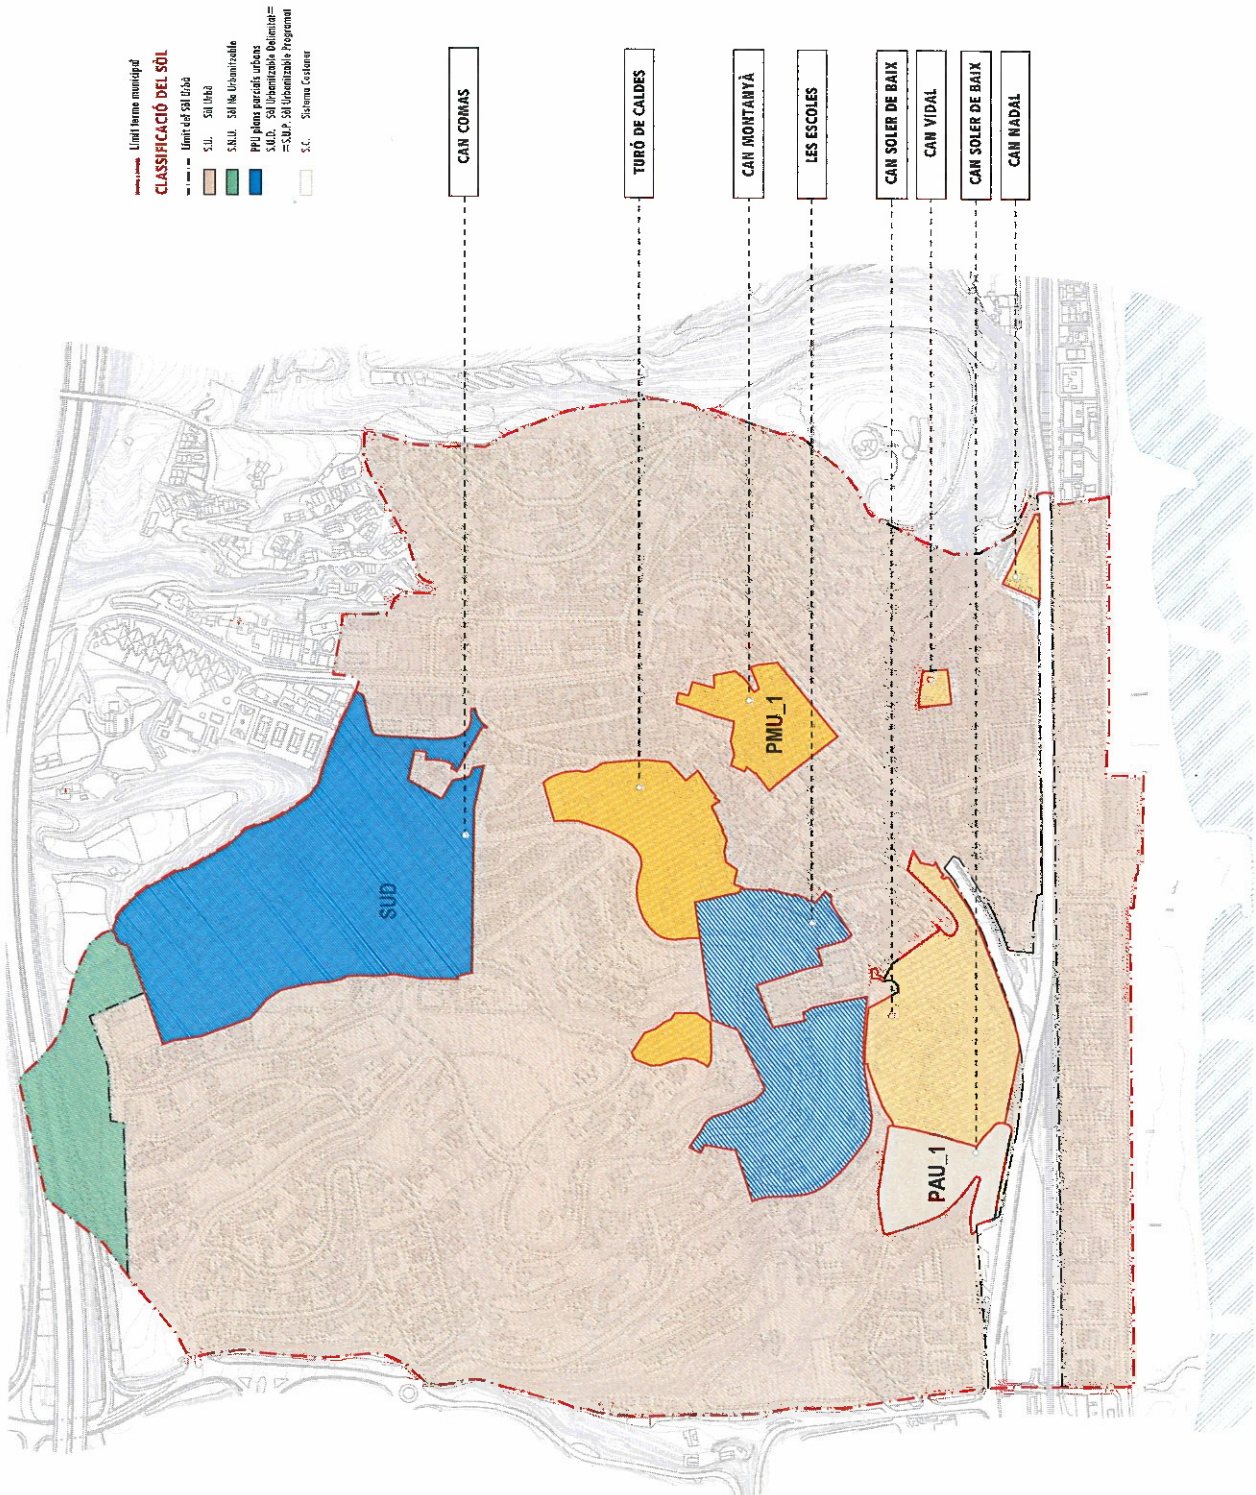 Límit terme municipal
CLASSIFICACIÓ DEL SÒL
Límit del Sòl Urbà
S.U. Sòl Urbà
S.N.U. Sòl No Urbanitzable
PPU plans parcials urbans
S.U.D. Sòl Urbanitzable Delimitat=
=S.U.P. Sòl Urbanitzable Programat
S.C. Sistema Costaner
CAN COMAS
TURÓ DE CALDES
CAN MONTANYÀ
LES ESCOLES
CAN SOLER DE BAIX
CAN VIDAL
CAN SOLER DE BAIX
CAN NADAL
SUD
PMU_1
PAU_1